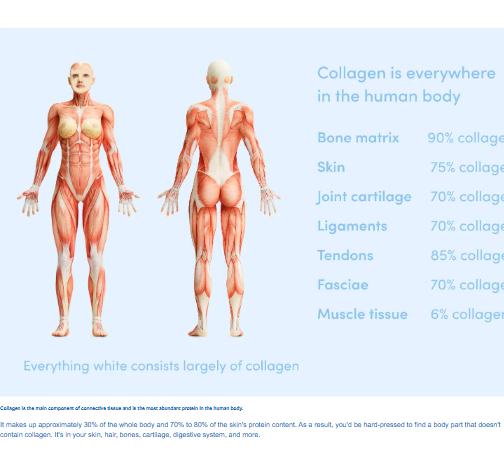 Collagen is everywhere
in the human body
Bone matrix 90% collage
Skin 75% collage
Joint cartilage 70% collage
Ligaments 70% collage
Tendons 85% collage
Fasciae 70% collage
Muscle tissue 6% collagen
Everything white consists largely of collagen
Collagen is the main component of connective tissue and is the most abundant protein in the human body.
It makes up approximately 30% of the whole body and 70% to 80% of the skin's protein content. As a result, you'd be hard-pressed to find a body part that doesn't
contain collagen. It's in your skin, hair, bones, cartilage, digestive system, and more.